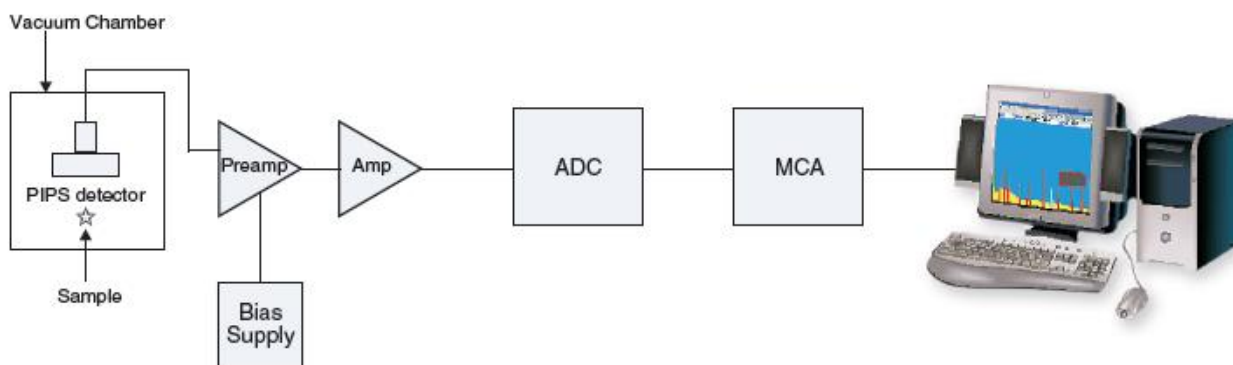 Vacuum Chamber
PIPS detector
Sample
Preamp
Bias
Supply
Amp
ADC
MCA